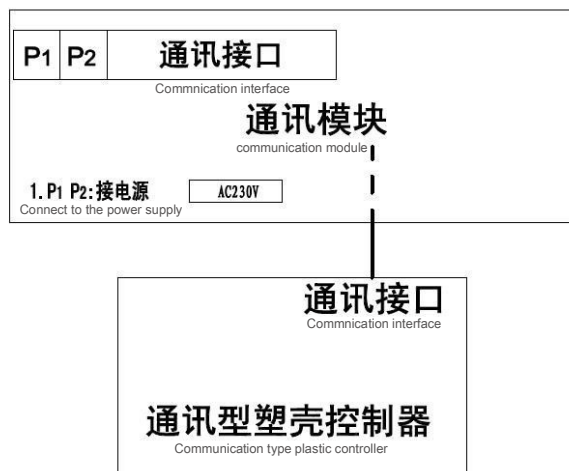 P1 P2 通讯接口
Commnication interface
通讯模块
communication module
1. P1 P2:接电源 AC230V
Connect to the power supply
通讯接口
Commnication interface
通讯型塑壳控制器
Communication type plastic controller